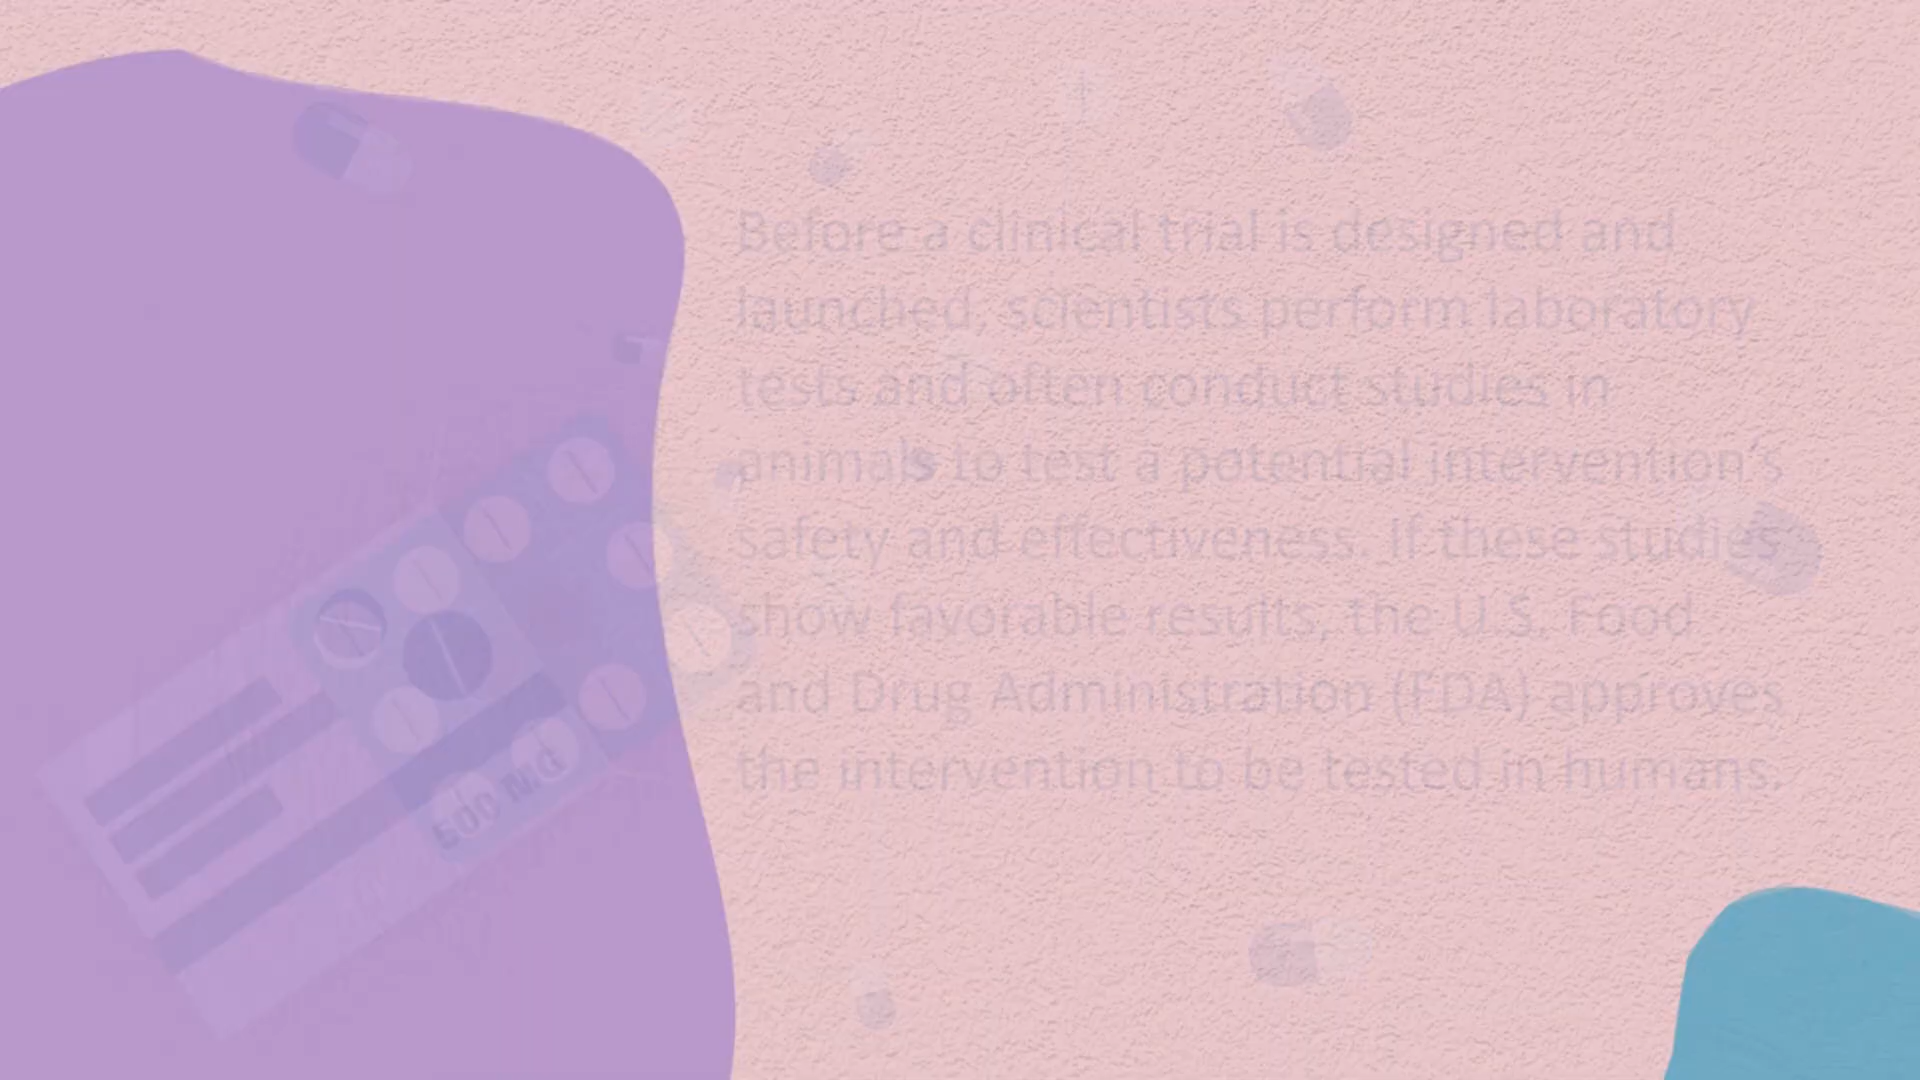 Before a clinical trial is designed and
launched, scientists perform laboratory
tests and often conduct studies in
animals to test a potential intervention's
safety and effectiveness. If these studies
show favorable results, the U.S. Food
and Drug Administration (FDA) approves
the intervention to be tested in humans.
500 MG